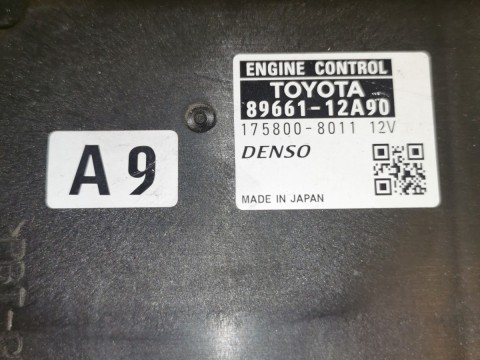 ENGINE CONTROL
TOYOTA
89661-12A90
175800-8011 12V
DENSO
MADE IN JAPAN
A9